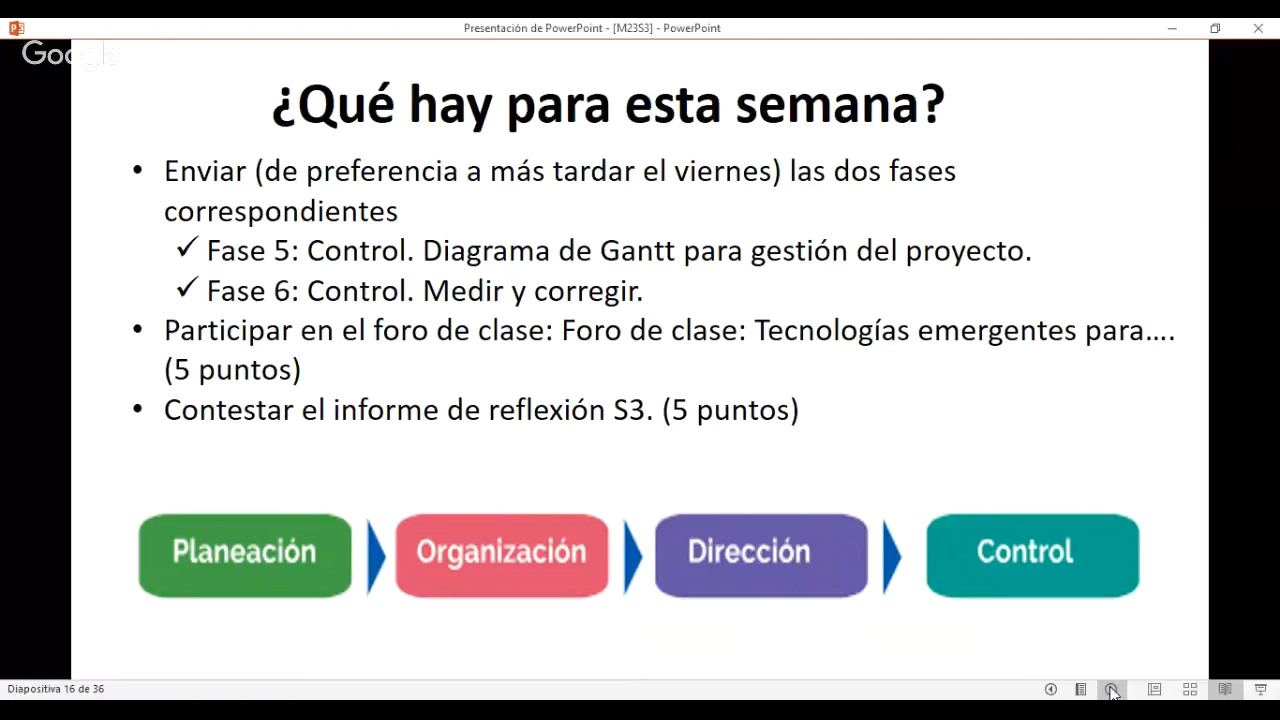 Presentación de PowerPoint - [M23S3] - PowerPoint
Google
¿Qué hay para esta semana?
• Enviar (de preferencia a más tardar el viernes) las dos fases
correspondientes
✓ Fase 5: Control. Diagrama de Gantt para gestión del proyecto.
✓ Fase 6: Control. Medir y corregir.
• Participar en el foro de clase: Foro de clase: Tecnologías emergentes para....
(5 puntos)
• Contestar el informe de reflexión S3. (5 puntos)
Planeación Organización Dirección Control
Diapositiva 16 de 36